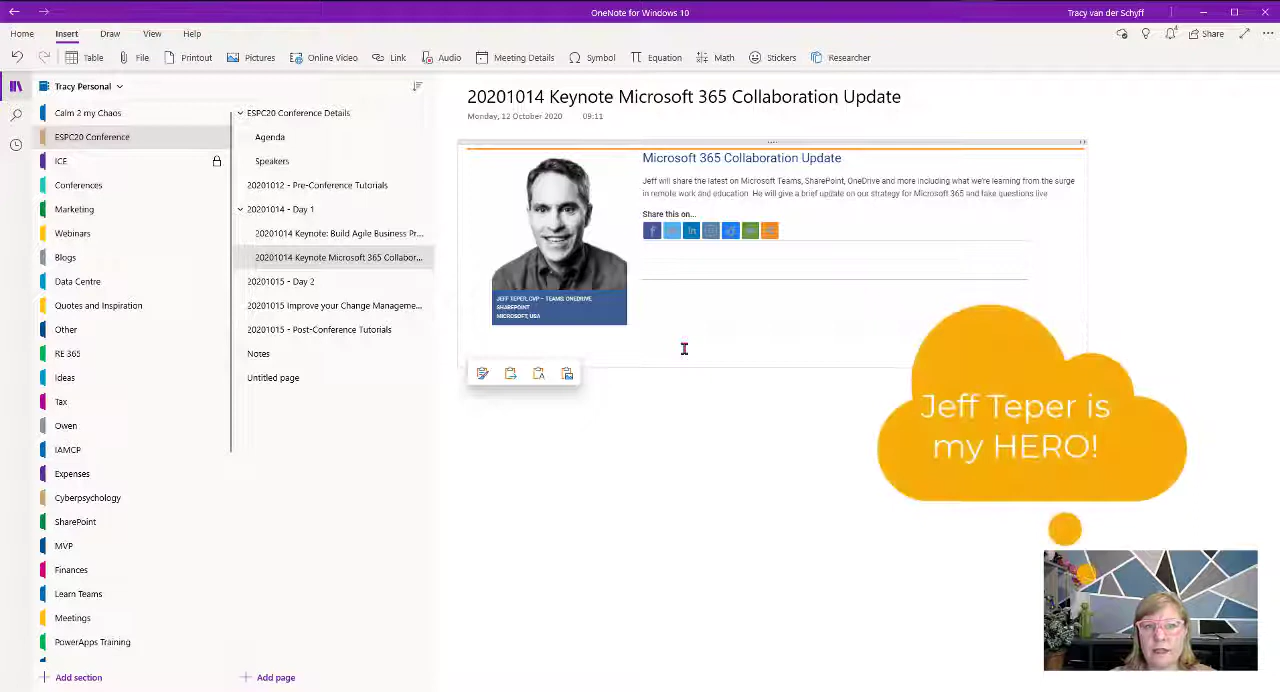 OneNote for Windows 10
Tracy van der Schyff
Home
Insert
Draw
View
Help
Share
Table
File
Printout
Pictures
Online Video
Link
Audio
Meeting Details
Symbol
Equation
Math
Stickers
Researcher
Tracy Personal
Calm 2 my Chaos
ESPC20 Conference
ICE
Conferences
Marketing
Webinars
Blogs
Data Centre
Quotes and Inspiration
Other
RE 365
Ideas
Tax
Owen
IAMCP
Expenses
Cyberpsychology
SharePoint
MVP
Finances
Learn Teams
Meetings
PowerApps Training
Add section
ESPC20 Conference Details
Agenda
Speakers
20201012 - Pre-Conference Tutorials
20201014 - Day 1
20201014 Keynote: Build Agile Business Pr...
20201014 Keynote Microsoft 365 Collabor...
20201015 - Day 2
20201015 Improve your Change Manageme...
20201015 - Post-Conference Tutorials
Notes
Untitled page
Add page
20201014 Keynote Microsoft 365 Collaboration Update
Monday, 12 October 2020 09:11
JEFF TEPER, CVP – TEAMS, ONEDRIVE,
SHAREPOINT
MICROSOFT, USA
Microsoft 365 Collaboration Update
Jeff will share the latest on Microsoft Teams, SharePoint, OneDrive and more including what we're learning from the surge
in remote work and education. He will give a brief update on our strategy for Microsoft 365 and take questions live
Share this on...
Jeff Teper is
my HERO!